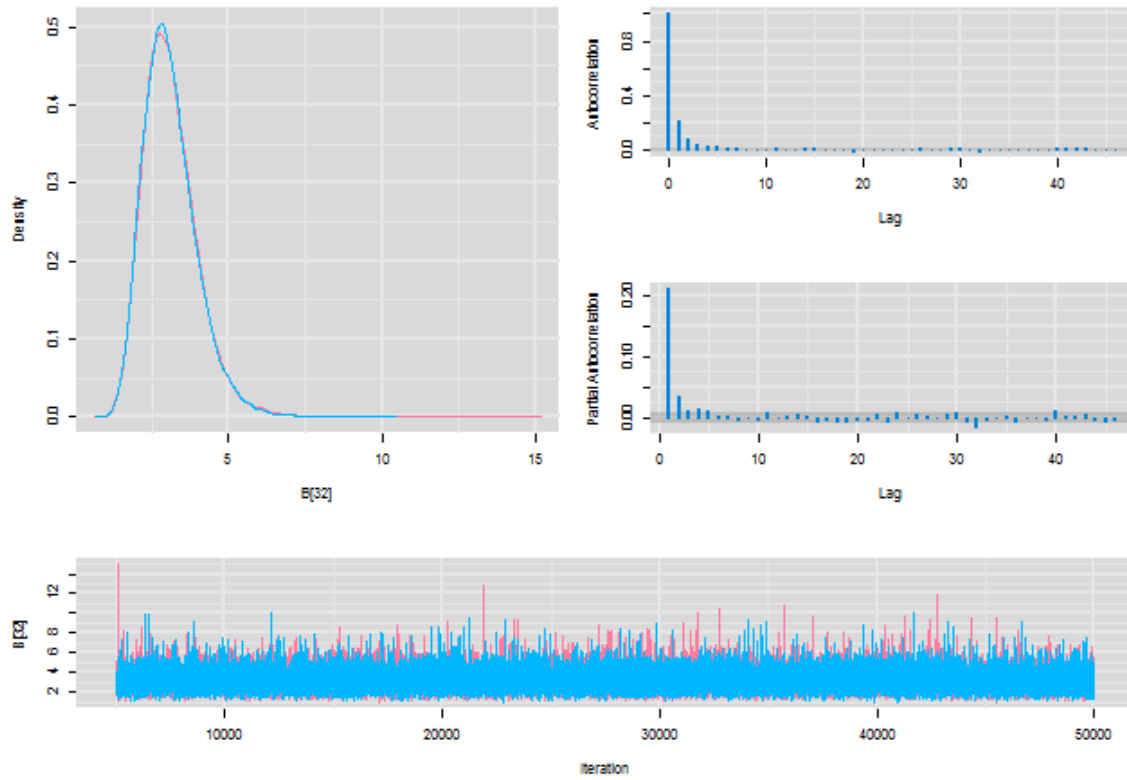 Density
0.0 0.1 0.2 0.3 0.4 0.5
5 10 15
B[32]
Autocorrelation
0.0 0.4 0.8
0 10 20 30 40
Lag
Partial Autocorrelation
0.00 0.10 0.20
0 10 20 30 40
Lag
B[32]
2 4 6 8 12
10000 20000 30000 40000 50000
Iteration